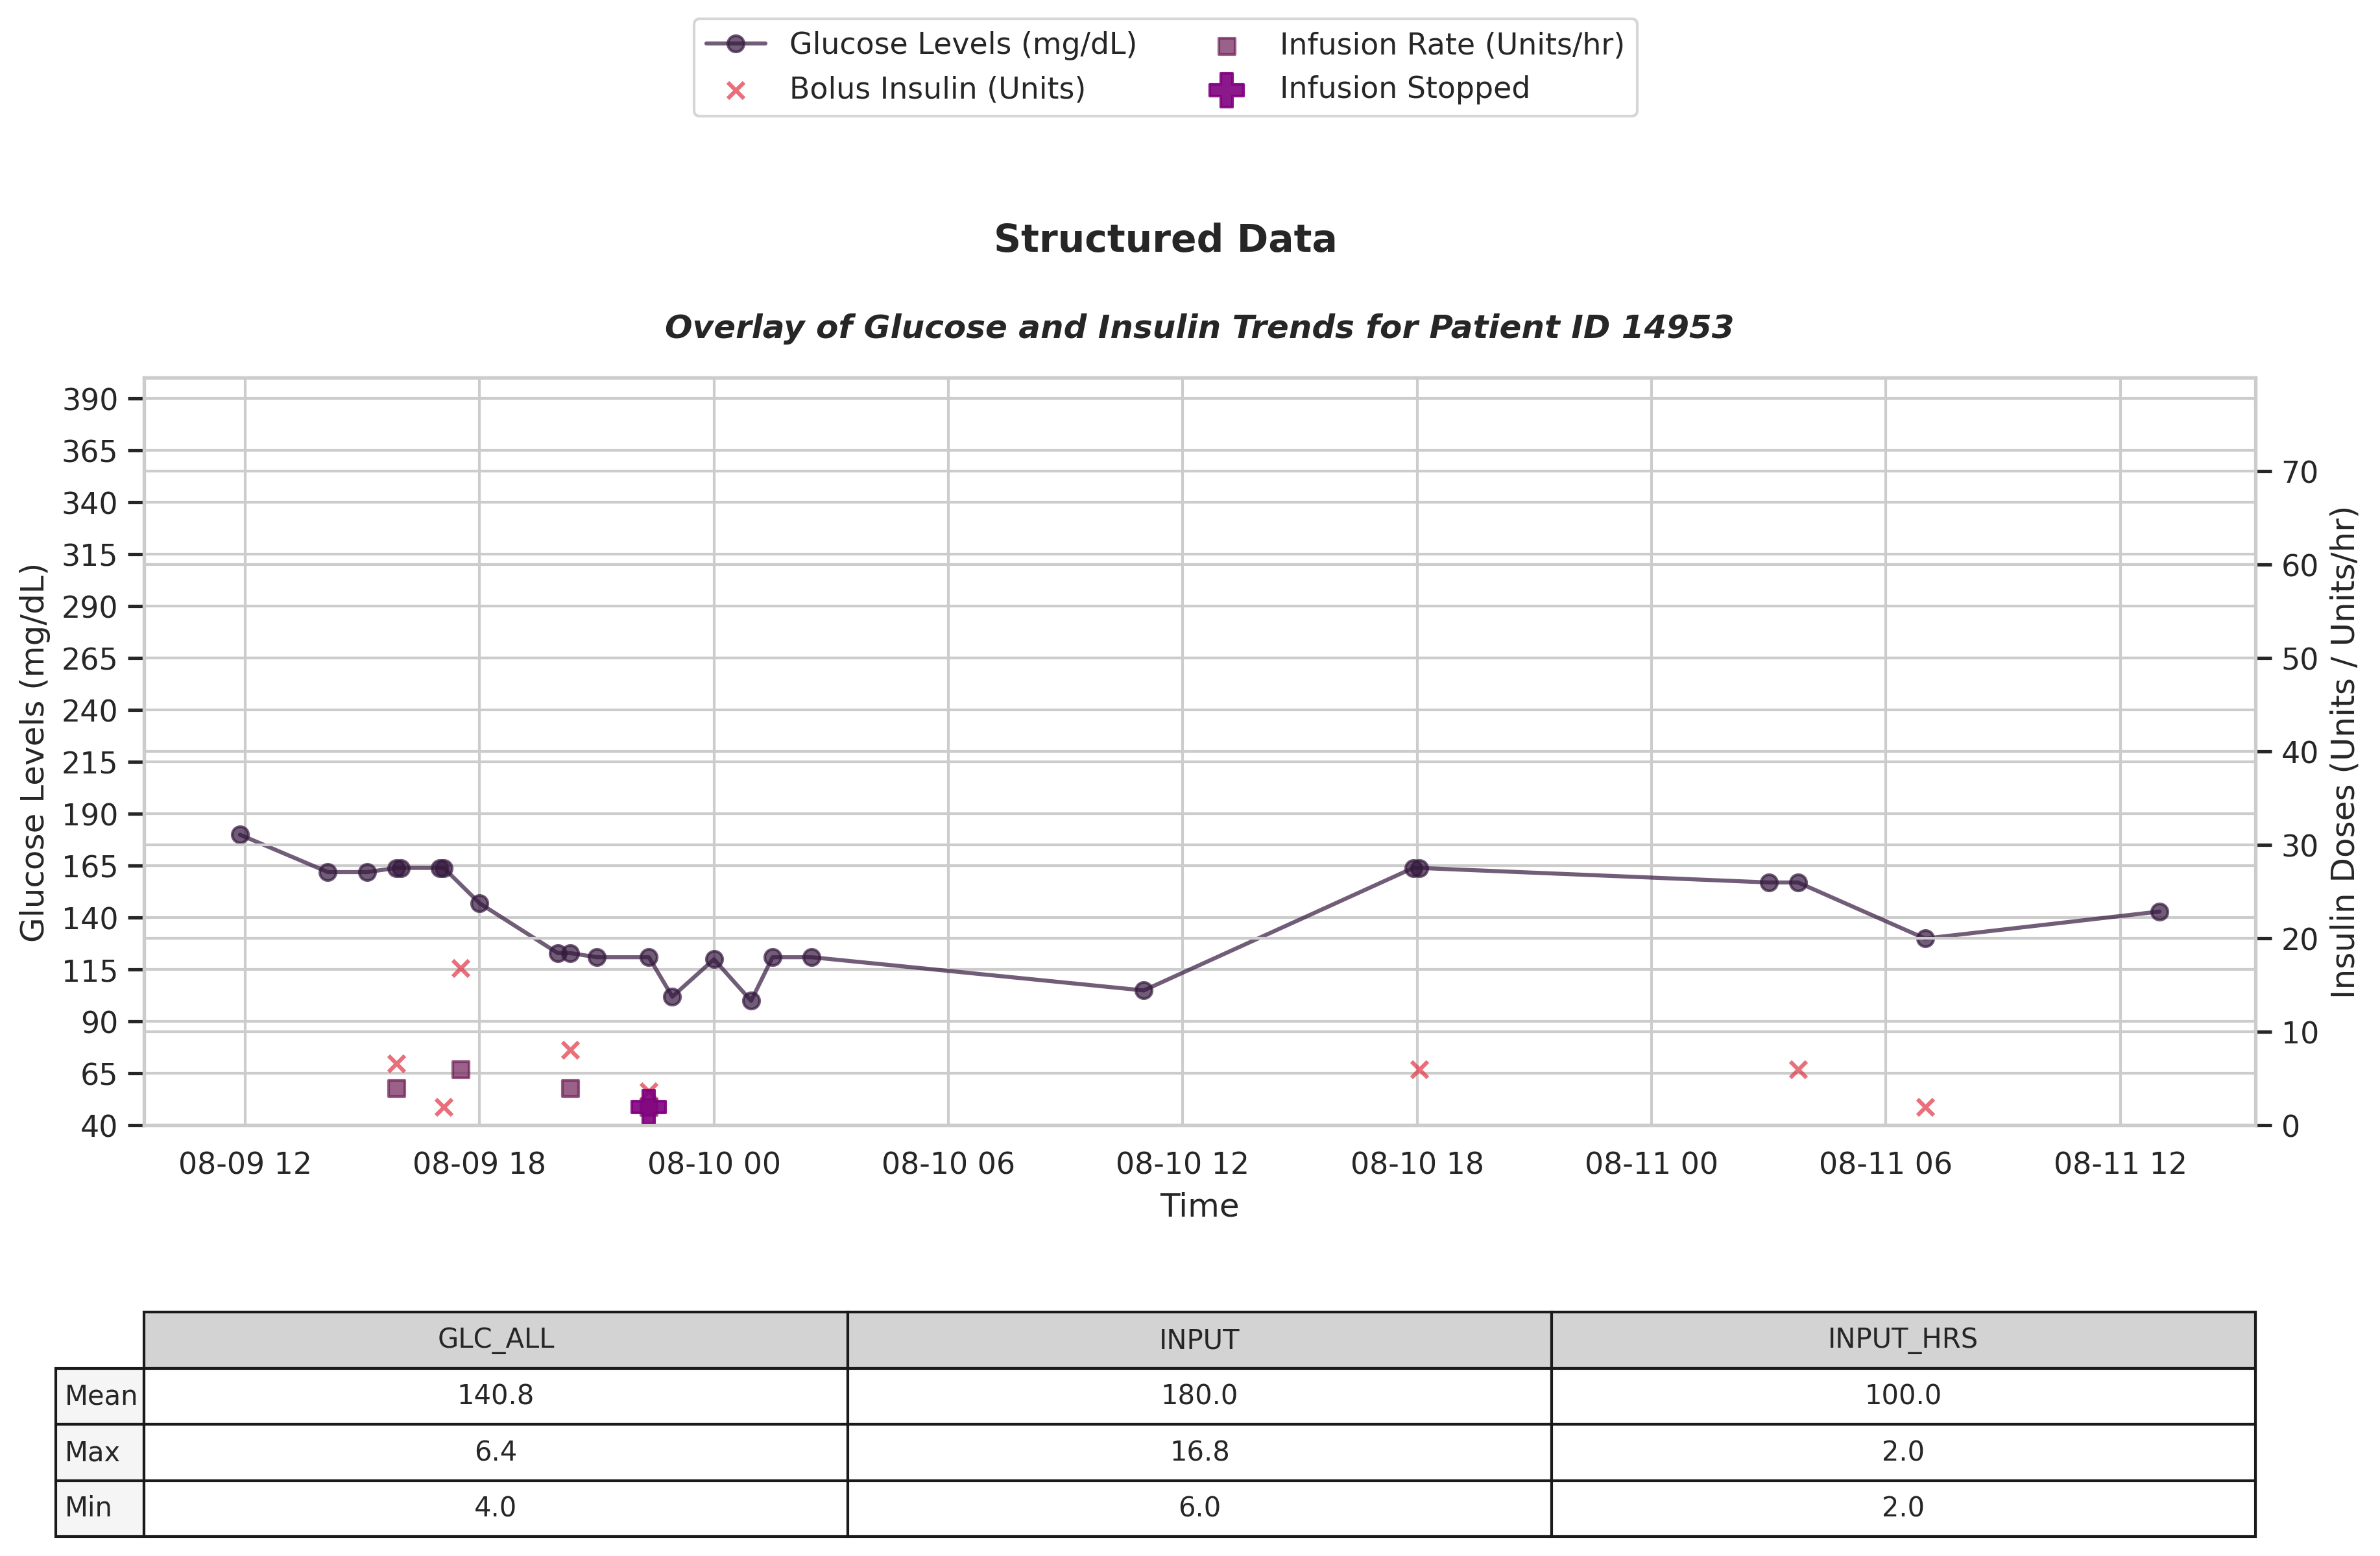 Glucose Levels (mg/dL)
Bolus Insulin (Units)
Infusion Rate (Units/hr)
Infusion Stopped
Structured Data
Overlay of Glucose and Insulin Trends for Patient ID 14953
Glucose Levels (mg/dL)
390
365
340
315
290
265
240
215
190
165
140
115
90
65
40
70
60
50
40
30
20
10
0
Insulin Doses (Units / Units/hr)
08-09 12 08-09 18 08-10 00 08-10 06 08-10 12 08-10 18 08-11 00 08-11 06 08-11 12
Time
GLC_ALL INPUT INPUT_HRS
Mean 140.8 180.0 100.0
Max 6.4 16.8 2.0
Min 4.0 6.0 2.0